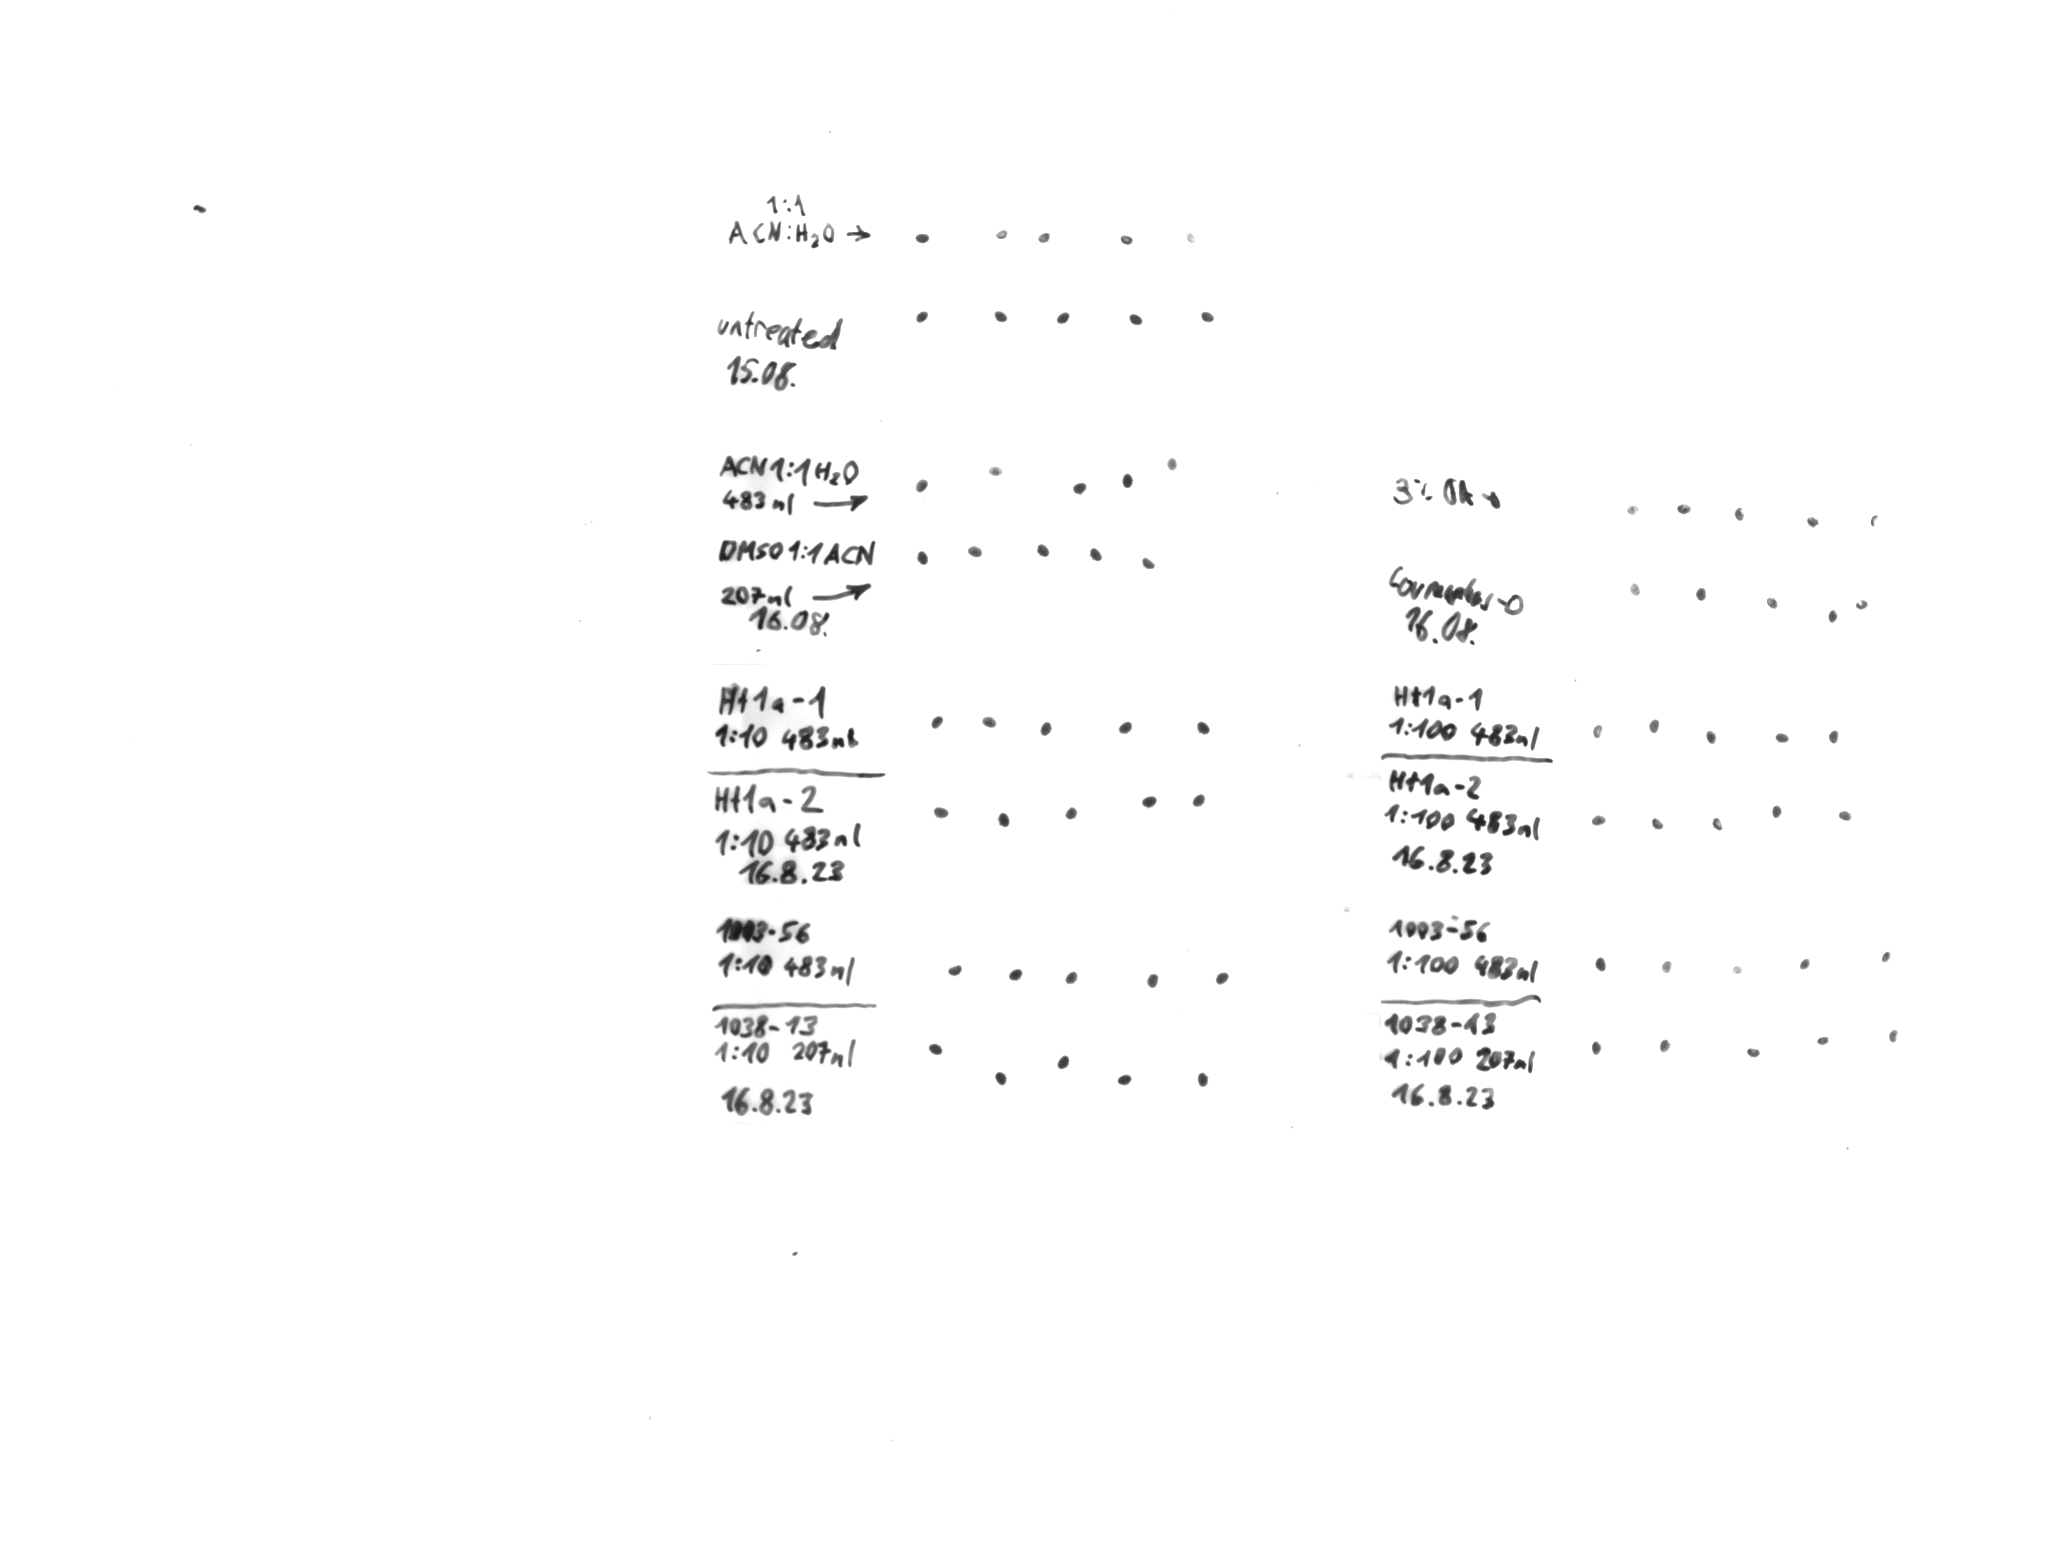 1:1
ACN:H₂O →
untreated
15.08.
ACN 1:1 H₂O
483 nl →
DMSO 1:1 ACN
207 nl →
16.08.
Ht1a-1
1:10 483 nl
Ht1a-2
1:10 483 nl
16.8.23
1003-56
1:10 483 nl
1038-13
1:10 207 nl
16.8.23
3%
16.08.
Ht1a-1
1:100 483 nl
Ht1a-2
1:100 483 nl
16.8.23
1003-56
1:100 483 nl
1038-13
1:100 207 nl
16.8.23